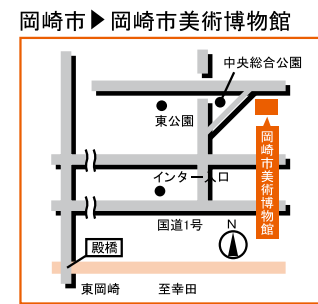 岡崎市▶岡崎市美術博物館
中央総合公園
東公園
岡崎市美術博物館
インター入口
国道1号
N
殿橋
東岡崎
至幸田